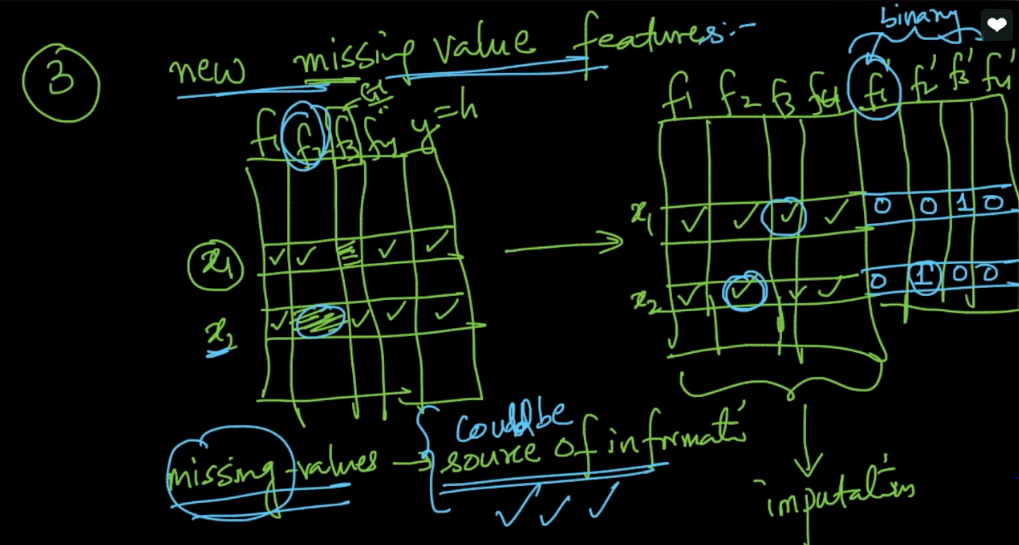 ③ new missing value features:-
binary
f1 f2 f3 f4 y=h
f1 f2 f3 f4 f1' f2' f3' f4'
x1 ✓ ✓ ✓ ✓
x2 ✓ ✓ ✓ ✓
x1 ✓ ✓ ✓ ✓ 0 0 1 0
x2 ✓ ✓ ✓ ✓ 0 1 0 0
missing-values → could be
source of informati
✓ ✓ ✓
imputation